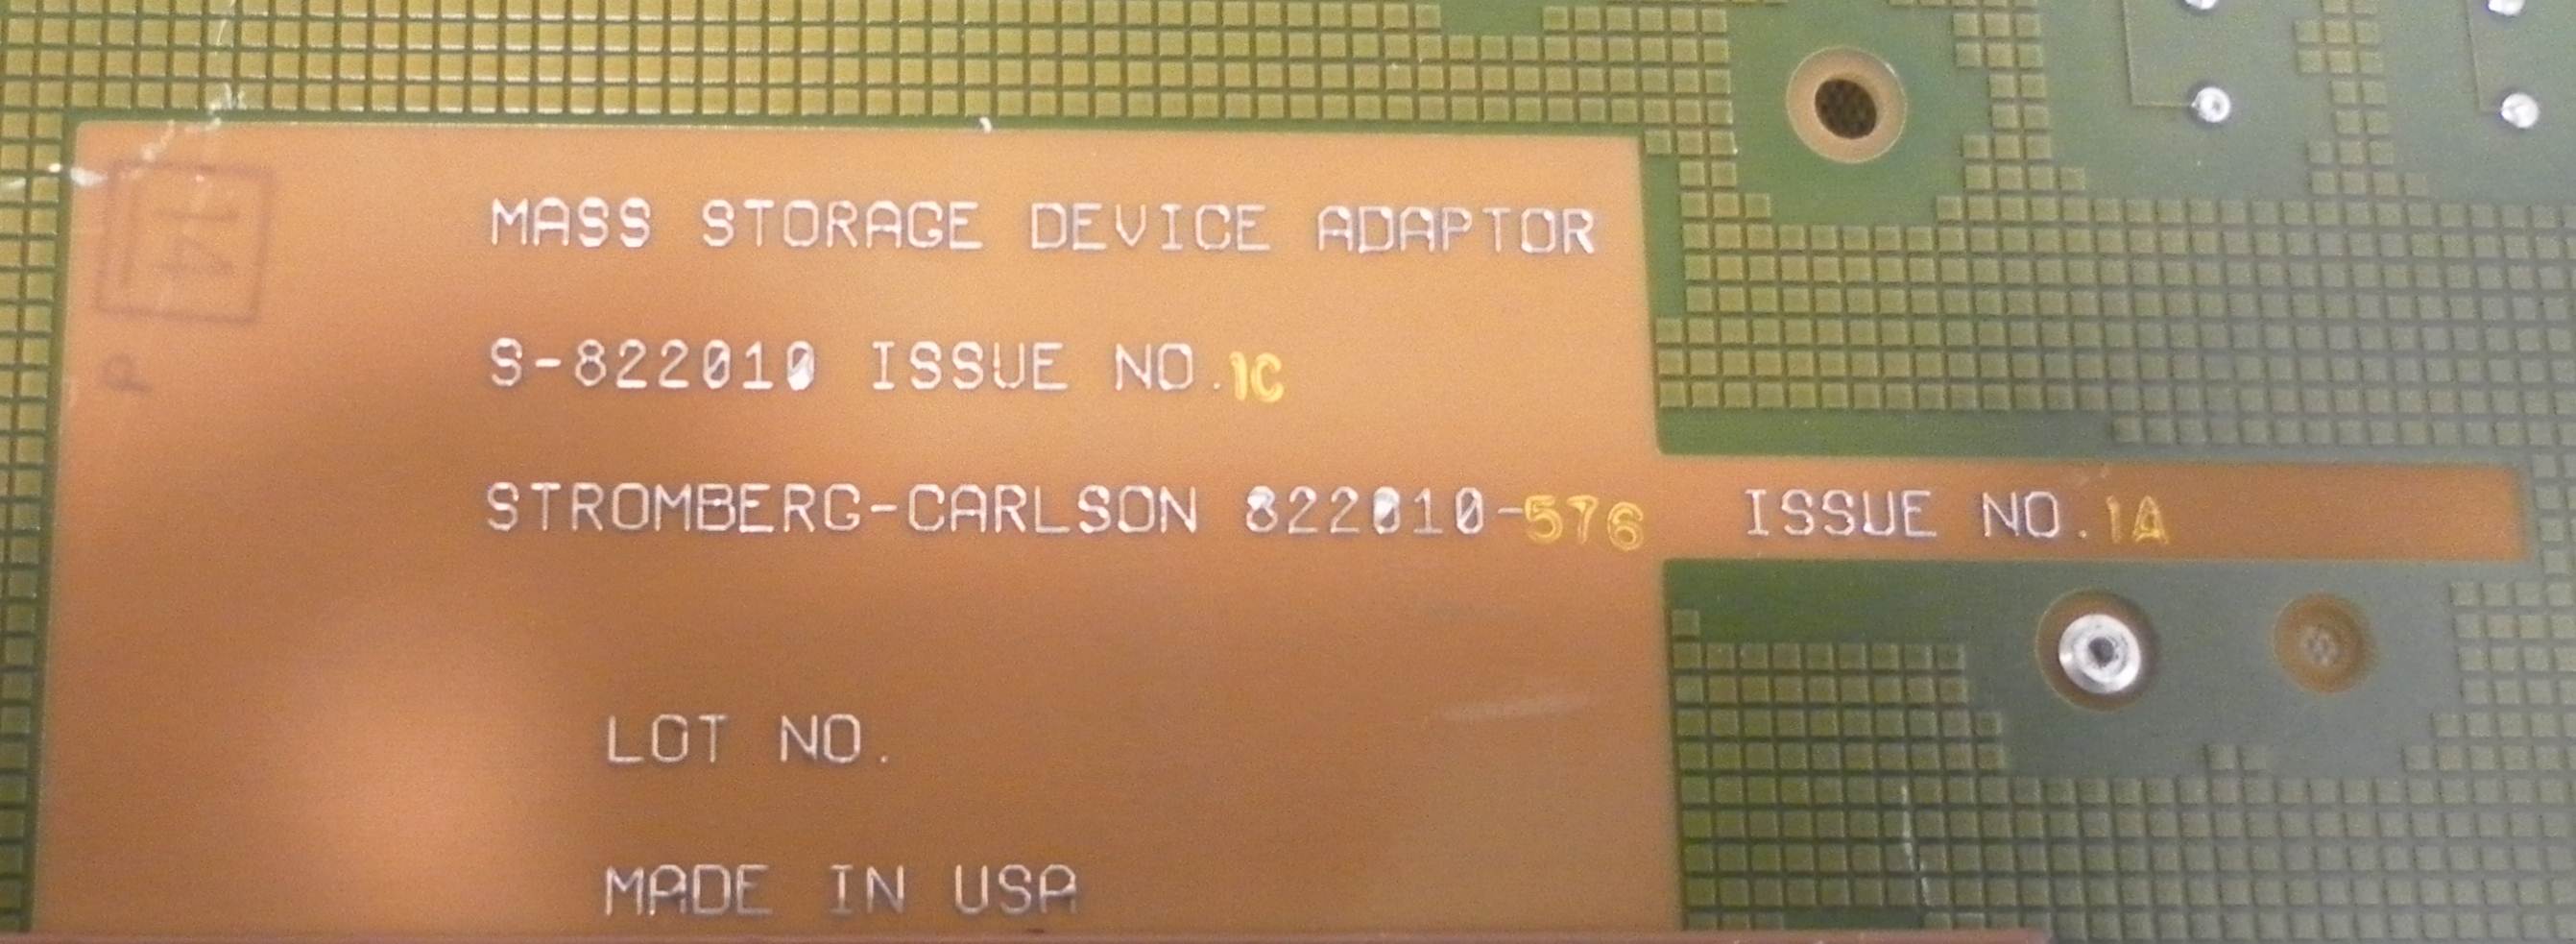 MASS STORAGE DEVICE ADAPTOR
S-822010 ISSUE NO.1C
STROMBERG-CARLSON 822010-576 ISSUE NO.1A
LOT NO.
MADE IN USA
14
P